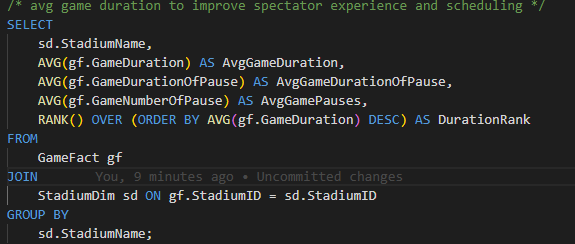 /* avg game duration to improve spectator experience and scheduling */
SELECT
    sd.StadiumName,
    AVG(gf.GameDuration) AS AvgGameDuration,
    AVG(gf.GameDurationOfPause) AS AvgGameDurationOfPause,
    AVG(gf.GameNumberOfPause) AS AvgGamePauses,
    RANK() OVER (ORDER BY AVG(gf.GameDuration) DESC) AS DurationRank
FROM
    GameFact gf
JOIN You, 9 minutes ago • Uncommitted changes
    StadiumDim sd ON gf.StadiumID = sd.StadiumID
GROUP BY
    sd.StadiumName;